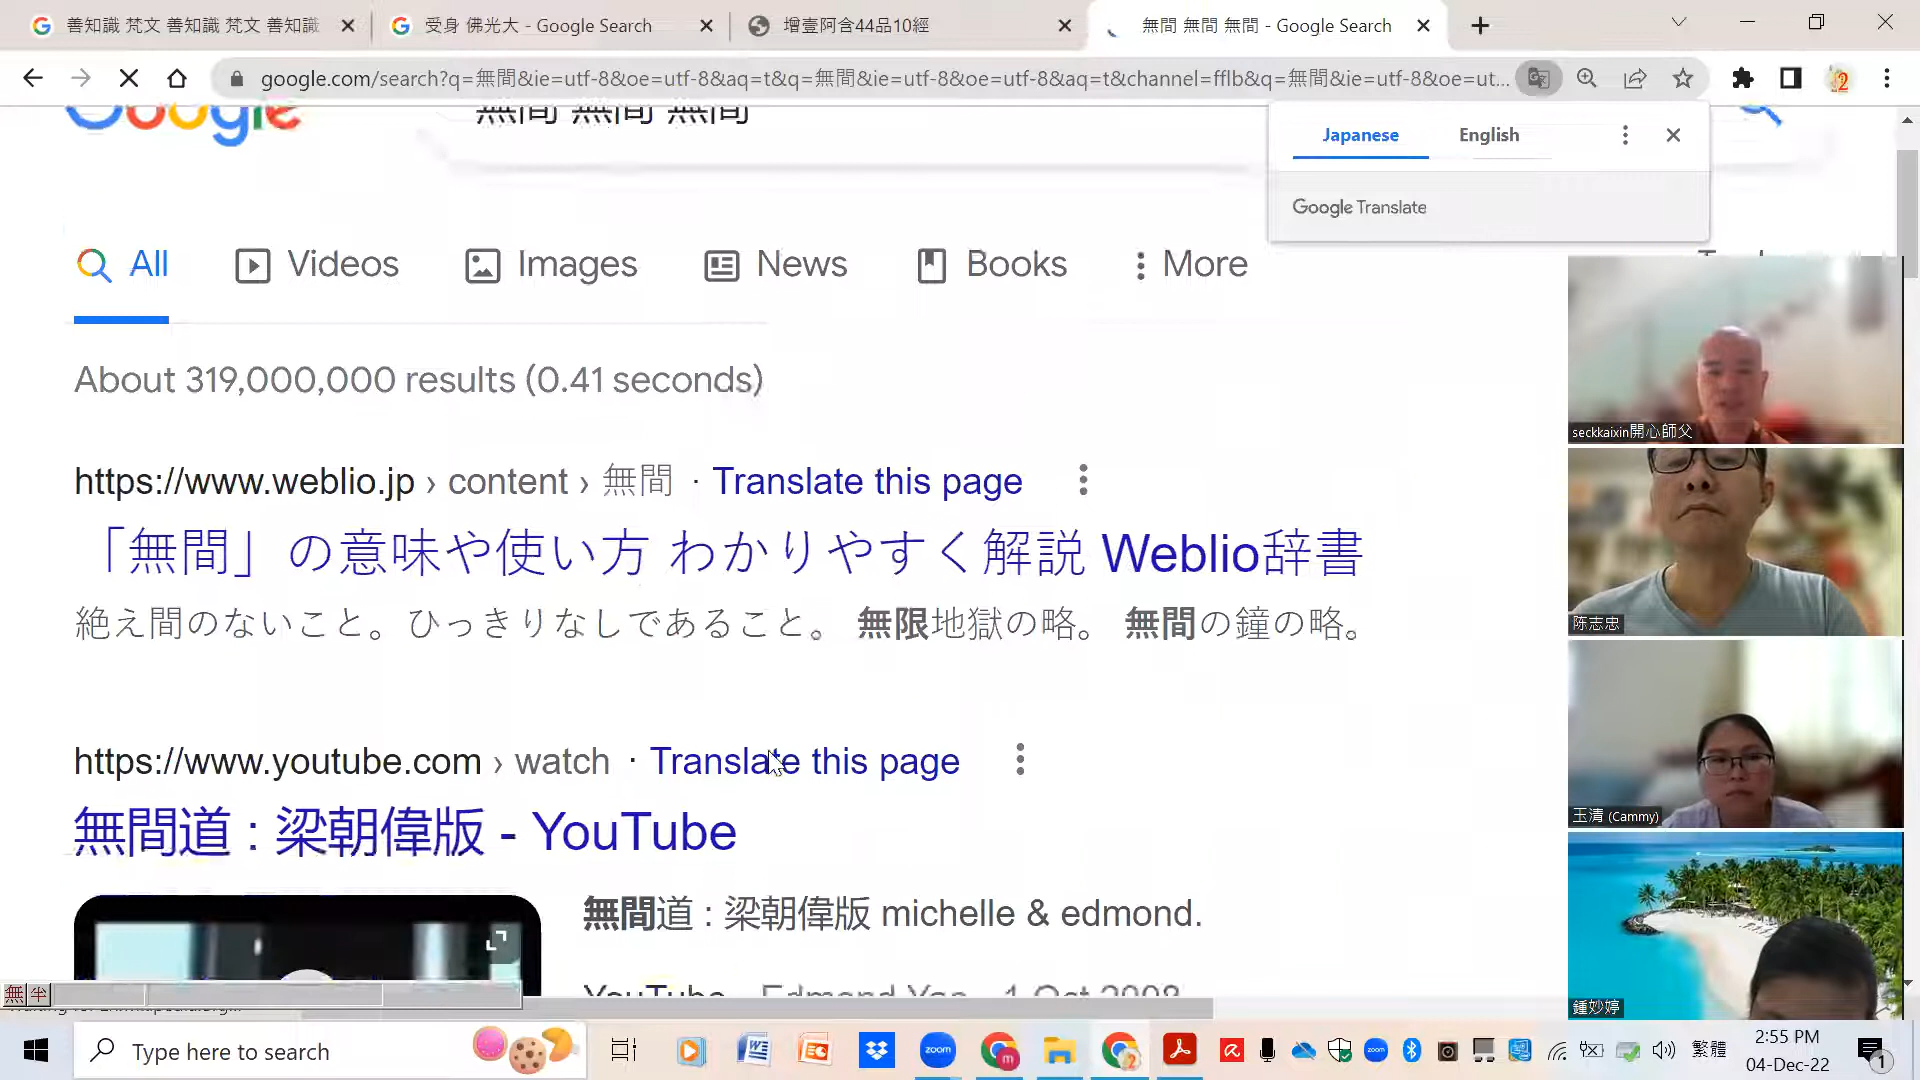 善知識 梵文 善知識 梵文 善知識
受身 佛光大 - Google Search
增壹阿含44品10經
無間 無間 無間 - Google Search
google.com/search?q=無間&ie=utf-8&oe=utf-8&aq=t&q=無間&ie=utf-8&oe=utf-8&aq=t&channel=fflb&q=無間&ie=utf-8&oe=ut...
Google
無間 無間 無間
Japanese
English
Google Translate
All
Videos
Images
News
Books
More
About 319,000,000 results (0.41 seconds)
https://www.weblio.jp › content › 無間 · Translate this page
「無間」の意味や使い方 わかりやすく解説 Weblio辞書
絶え間のないこと。ひっきりなしであること。 無限地獄の略。 無間の鐘の略。
https://www.youtube.com › watch · Translate this page
無間道 : 梁朝偉版 - YouTube
無間道 : 梁朝偉版 michelle & edmond.
seckkaixin開心師父
陈志忠
玉清 (Cammy)
鍾妙婷
無 半
Type here to search
zoom
zoom
繁體
2:55 PM
04-Dec-22
1